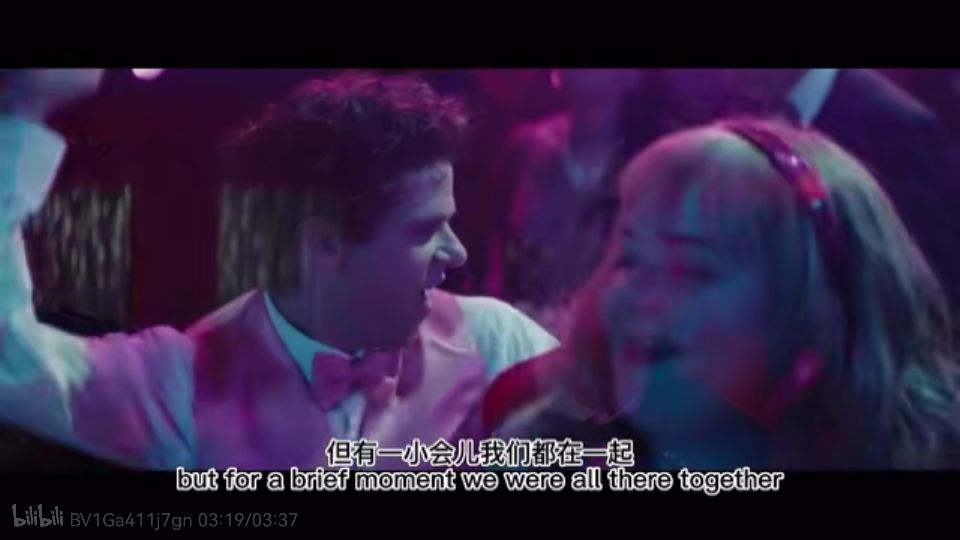 但有一小会儿我们都在一起
but for a brief moment we were all there together
bilibili BV1Ga411j7gn 03:19/03:37